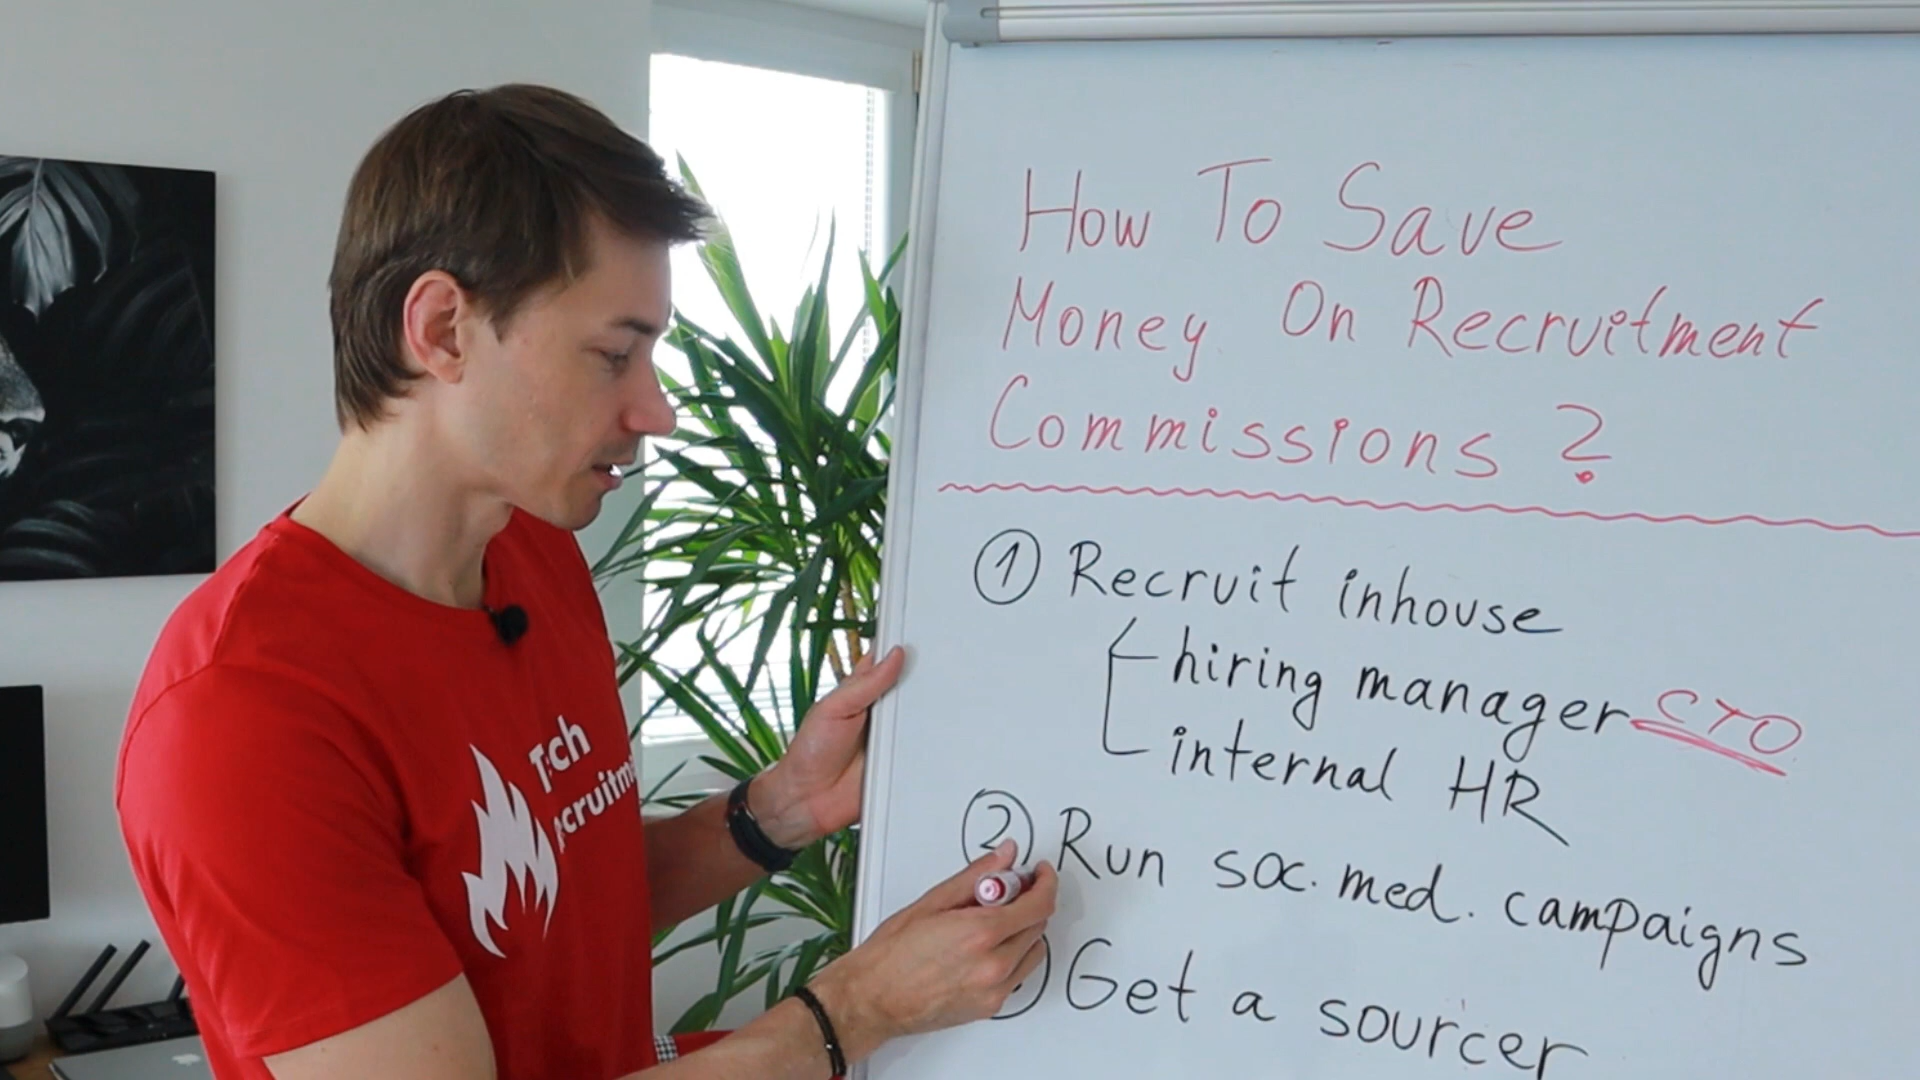 How To Save
Money On Recruitment
Commissions ?
① Recruit inhouse
hiring manager CTO
internal HR
② Run soc. med. campaigns
Get a sourcer
Tech